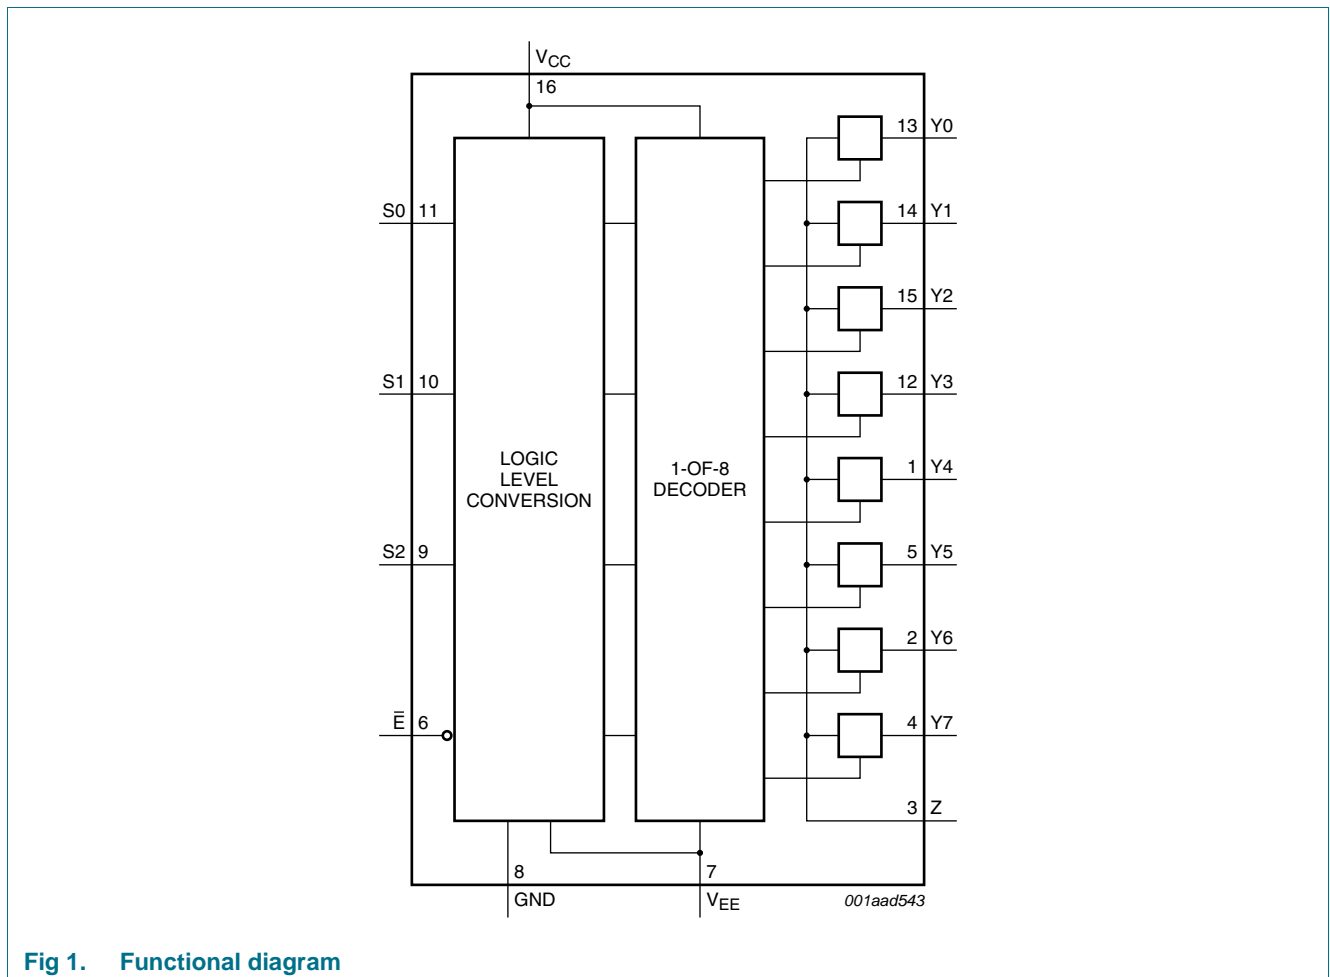 VCC
16
13 Y0
S0 11
14 Y1
15 Y2
S1 10
12 Y3
LOGIC
LEVEL
CONVERSION
1-OF-8
DECODER
1 Y4
S2 9
5 Y5
2 Y6
E̅ 6
4 Y7
3 Z
8
7
GND
VEE
001aad543
Fig 1. Functional diagram